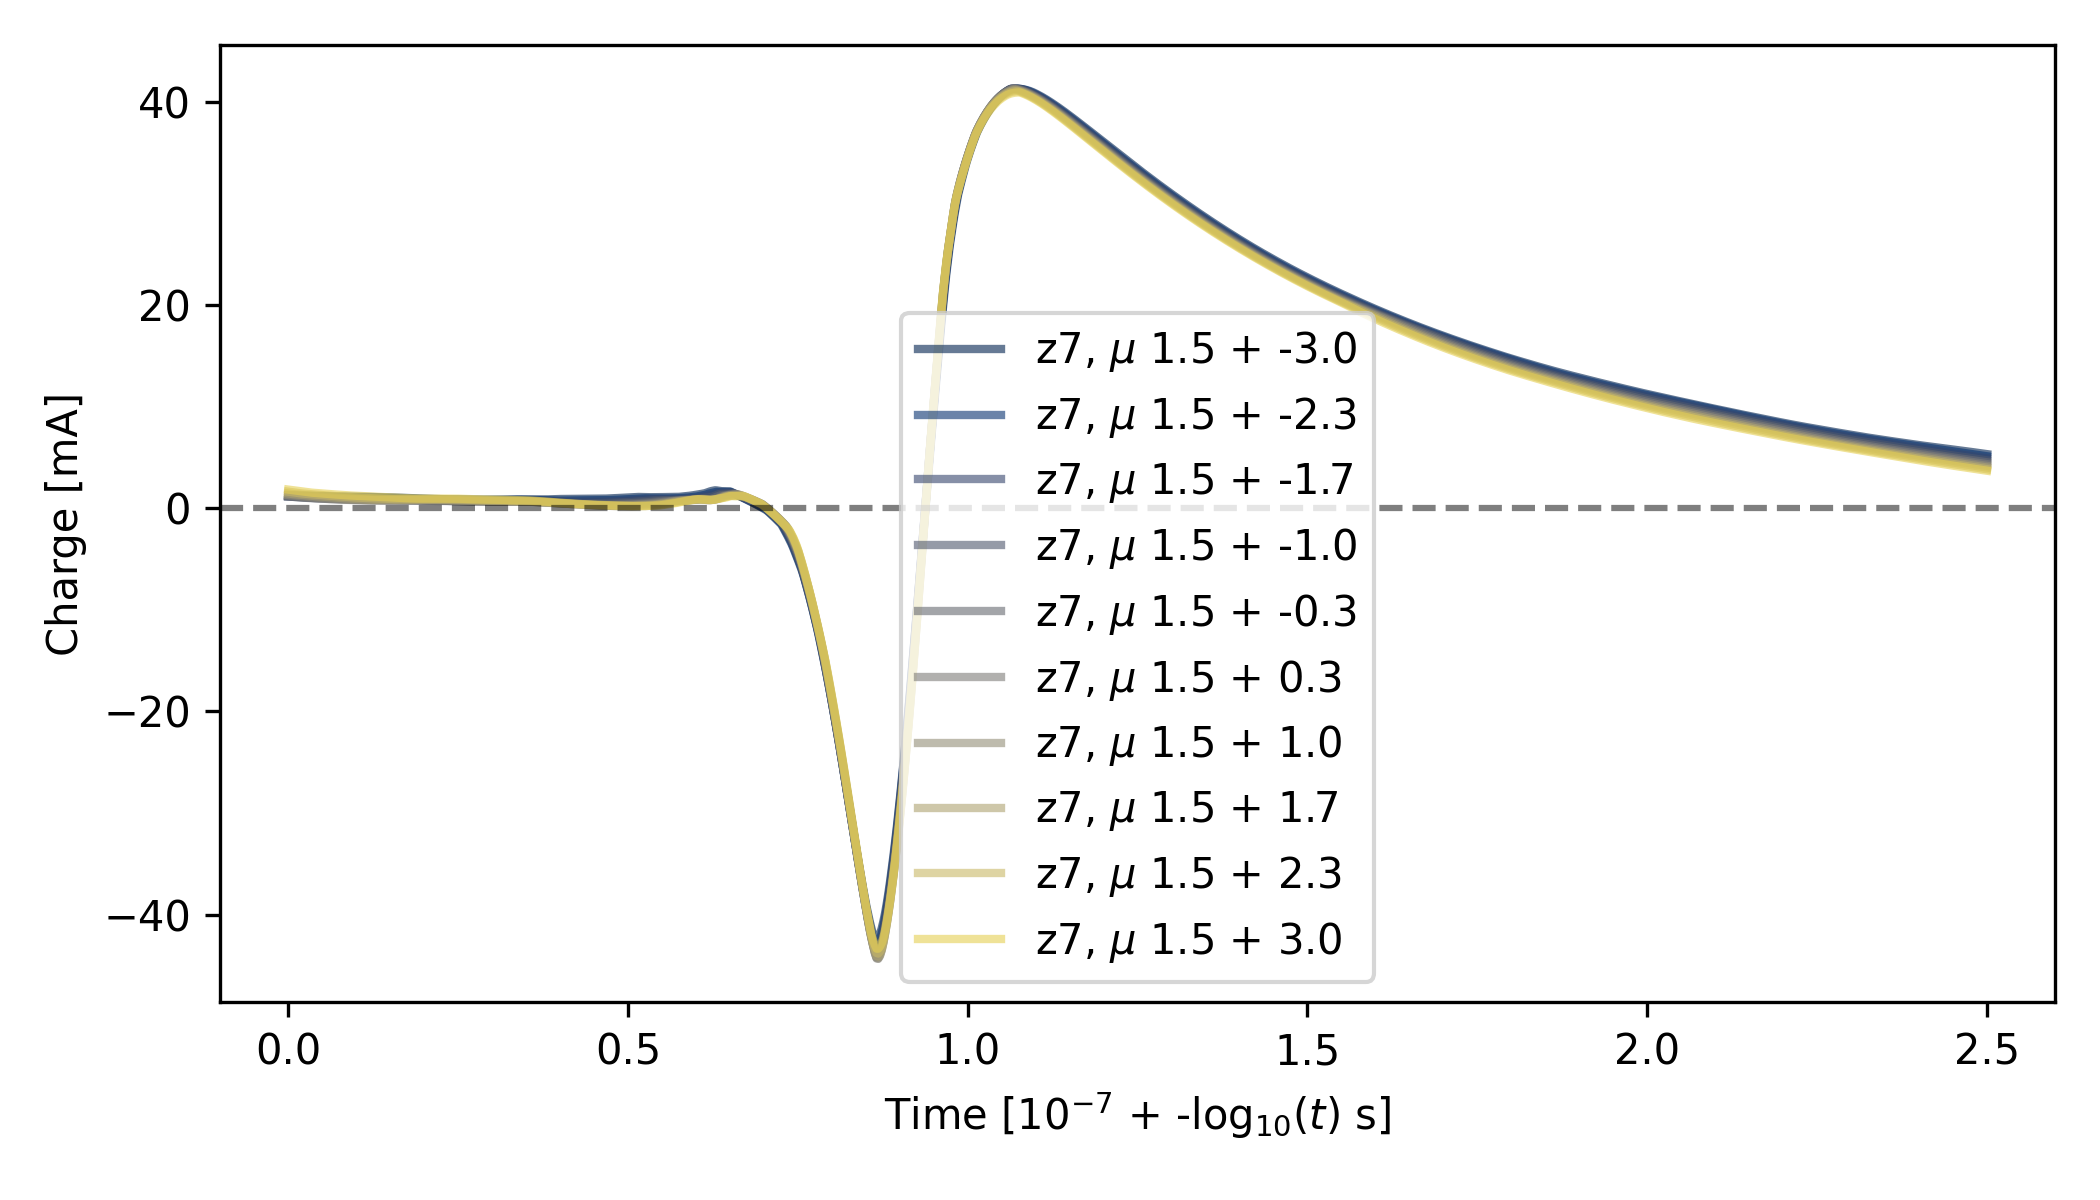 Charge [mA]
40
20
0
−20
−40
z7, μ 1.5 + -3.0
z7, μ 1.5 + -2.3
z7, μ 1.5 + -1.7
z7, μ 1.5 + -1.0
z7, μ 1.5 + -0.3
z7, μ 1.5 + 0.3
z7, μ 1.5 + 1.0
z7, μ 1.5 + 1.7
z7, μ 1.5 + 2.3
z7, μ 1.5 + 3.0
0.0 0.5 1.0 1.5 2.0 2.5
Time [10⁻⁷ + -log₁₀(t) s]